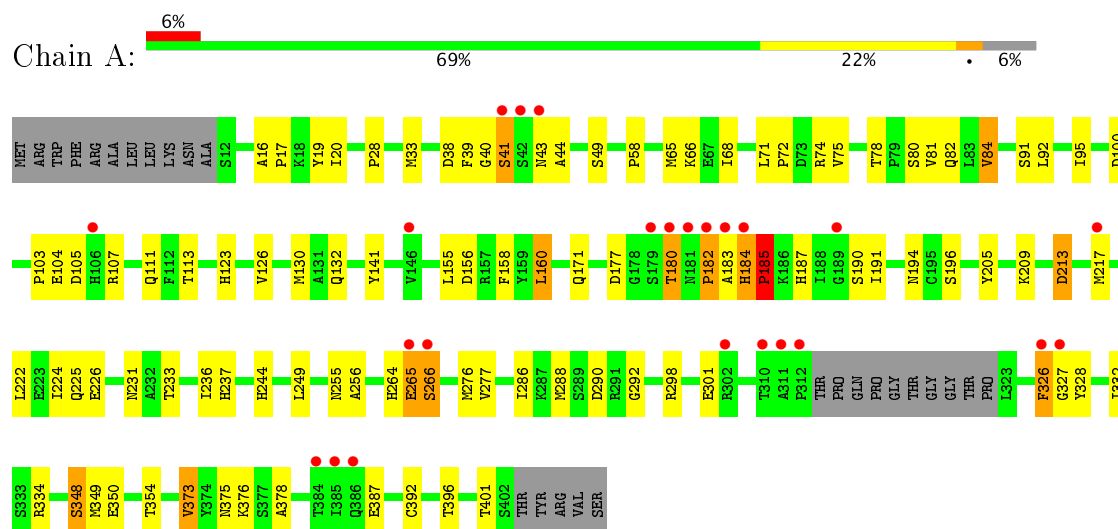 6%
Chain A:
69% 22% • 6%
MET ARG TRP PHE ARG ALA LEU LEU LYS ASN ALA S12 A16 P17 K18 Y19 I20 P28 M33 D38 F39 G40 S41 S42 N43 A44 S49 P58 M65 K66 E67 I68 L71 P72 D73 R74 V75 T78 P79 S80 V81 Q82 L83 V84 S91 L92 I95 D100
P103 E104 D105 H106 R107 Q111 F112 T113 H123 V126 M130 A131 Q132 Y141 V146 L155 D156 R157 F158 Y159 L160 Q171 D177 G178 S179 T180 N181 P182 A183 H184 P185 K186 H187 I188 G189 S190 I191 N194 C195 S196 Y205 K209 D213 M217
L222 E223 I224 Q225 E226 N231 A232 T233 I236 H237 H244 L249 N255 A256 H264 E265 S266 M276 V277 I286 K287 M288 S289 D290 R291 G292 R298 E301 R302 T310 A311 P312 THR PRO GLN PRO GLY THR GLY GLY THR PRO L323 F326 G327 Y328 I332
S333 R334 S348 M349 E350 T354 V373 Y374 N375 K376 S377 A378 T384 I385 Q386 E387 C392 T396 T401 S402 THR TYR ARG VAL SER